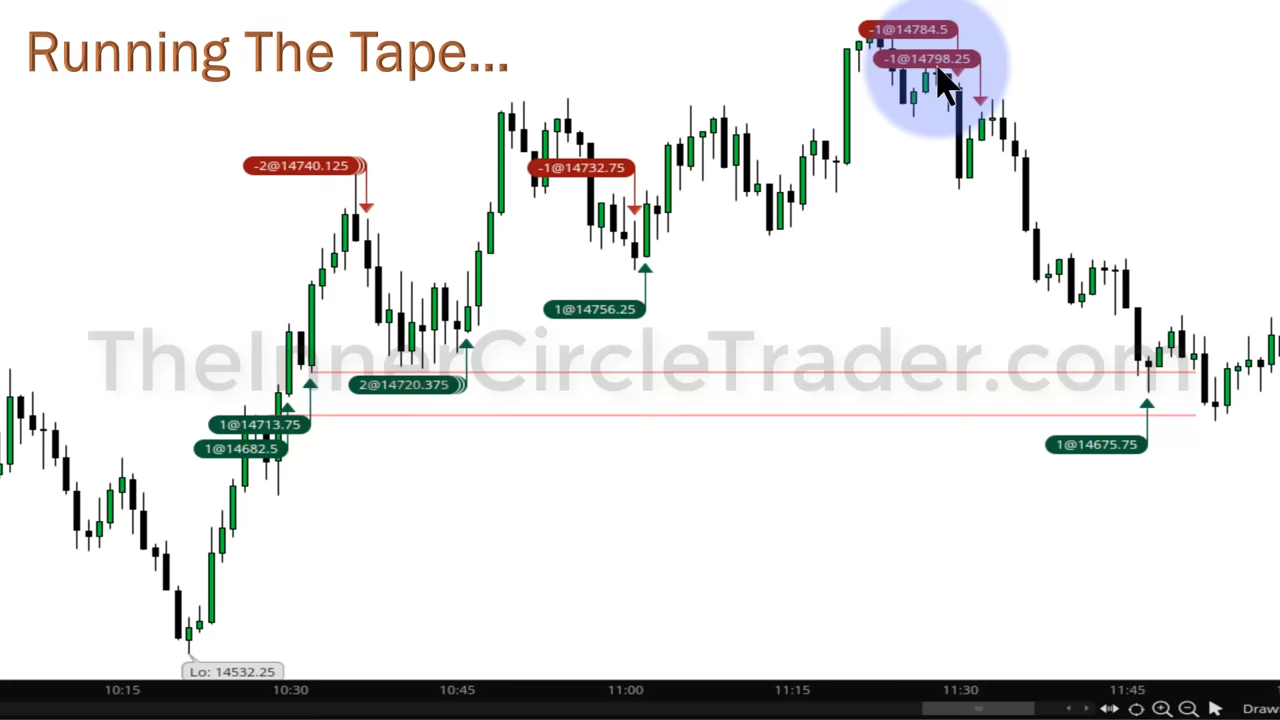 Running The Tape...
-1@14784.5
-1@14798.25
-2@14740.125
-1@14732.75
1@14756.25
TheInnerCircleTrader.com
2@14720.375
1@14713.75
1@14682.5
1@14675.75
Lo: 14532.25
10:15 10:30 10:45 11:00 11:15 11:30 11:45
Draw